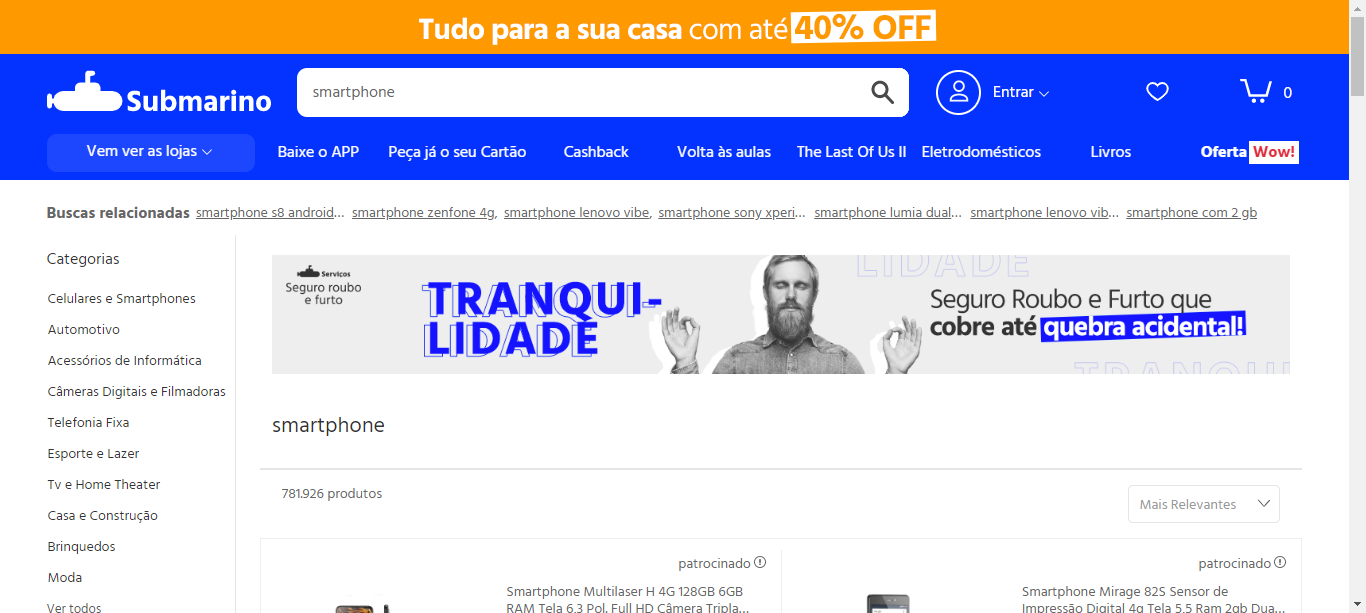 Tudo para a sua casa com até 40% OFF
Submarino
smartphone
Entrar
0
Vem ver as lojas
Baixe o APP
Peça já o seu Cartão
Cashback
Volta às aulas
The Last Of Us II
Eletrodomésticos
Livros
Oferta Wow!
Buscas relacionadas smartphone s8 android... smartphone zenfone 4g, smartphone lenovo vibe, smartphone sony xperi... smartphone lumia dual... smartphone lenovo vib... smartphone com 2 gb
Categorias
Celulares e Smartphones
Automotivo
Acessórios de Informática
Câmeras Digitais e Filmadoras
Telefonia Fixa
Esporte e Lazer
Tv e Home Theater
Casa e Construção
Brinquedos
Moda
Ver todos
Serviços
Seguro roubo
e furto
TRANQUI-
LIDADE
LIDADE
Seguro Roubo e Furto que
cobre até quebra acidental!
TRANQUI
smartphone
781.926 produtos
Mais Relevantes
patrocinado
Smartphone Multilaser H 4G 128GB 6GB
RAM Tela 6.3 Pol. Full HD Câmera Tripla...
patrocinado
Smartphone Mirage 82S Sensor de
Impressão Digital 4g Tela 5.5 Ram 2gb Dua...